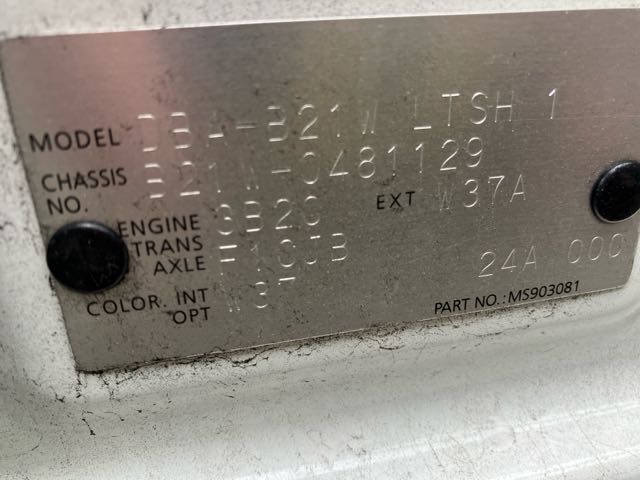 MODEL DBA-B21W LTSH 1
CHASSIS NO. B21W-0481129
ENGINE 3B20 EXT W37A
TRANS AXLE F1CJB
COLOR. INT OPT W37 24A 000
PART NO.: MS903081